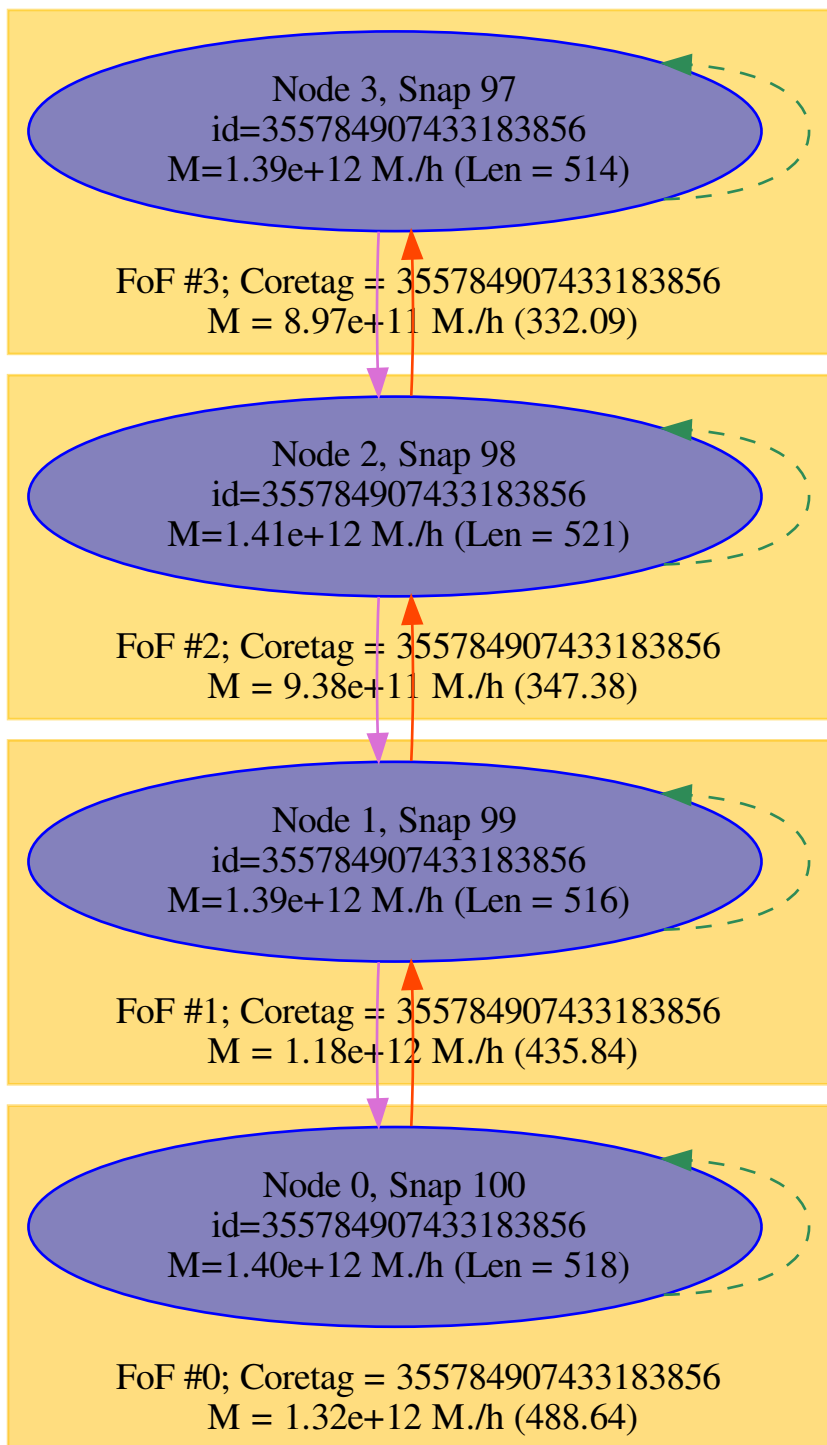 Node 3, Snap 97
id=355784907433183856
M=1.39e+12 M./h (Len = 514)
FoF #3; Coretag = 355784907433183856
M = 8.97e+11 M./h (332.09)
Node 2, Snap 98
id=355784907433183856
M=1.41e+12 M./h (Len = 521)
FoF #2; Coretag = 355784907433183856
M = 9.38e+11 M./h (347.38)
Node 1, Snap 99
id=355784907433183856
M=1.39e+12 M./h (Len = 516)
FoF #1; Coretag = 355784907433183856
M = 1.18e+12 M./h (435.84)
Node 0, Snap 100
id=355784907433183856
M=1.40e+12 M./h (Len = 518)
FoF #0; Coretag = 355784907433183856
M = 1.32e+12 M./h (488.64)